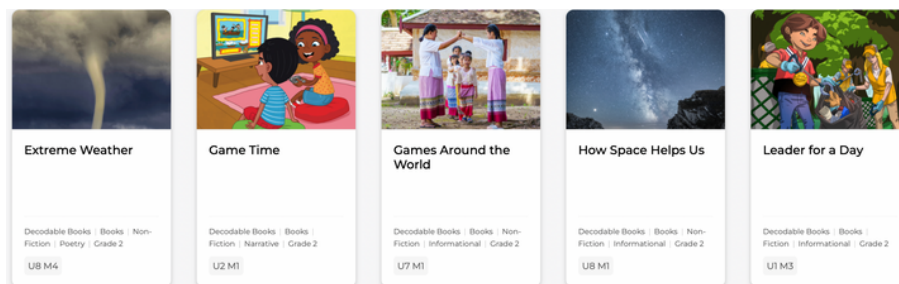 Extreme Weather
Decodable Books | Books | Non-
Fiction | Poetry | Grade 2
U8 M4
Game Time
Decodable Books | Books |
Fiction | Narrative | Grade 2
U2 M1
Games Around the
World
Decodable Books | Books | Non-
Fiction | Informational | Grade 2
U7 M1
How Space Helps Us
Decodable Books | Books | Non-
Fiction | Informational | Grade 2
U8 M1
Leader for a Day
Decodable Books | Books |
Fiction | Informational | Grade 2
U1 M3